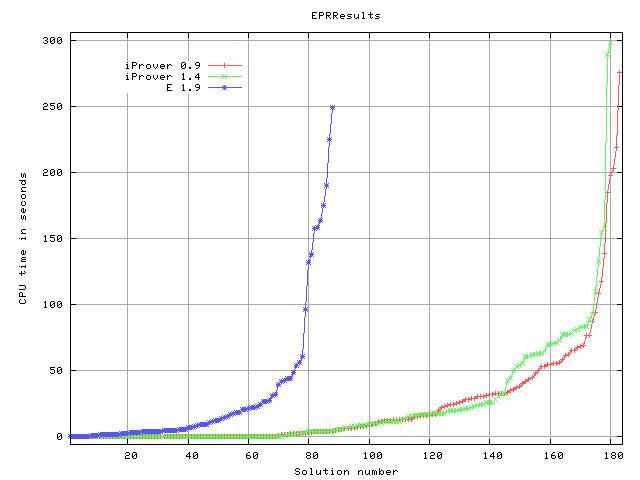 EPRResults
iProver 0.9
iProver 1.4
E 1.9
CPU time in seconds
300
250
200
150
100
50
0
20 40 60 80 100 120 140 160 180
Solution number